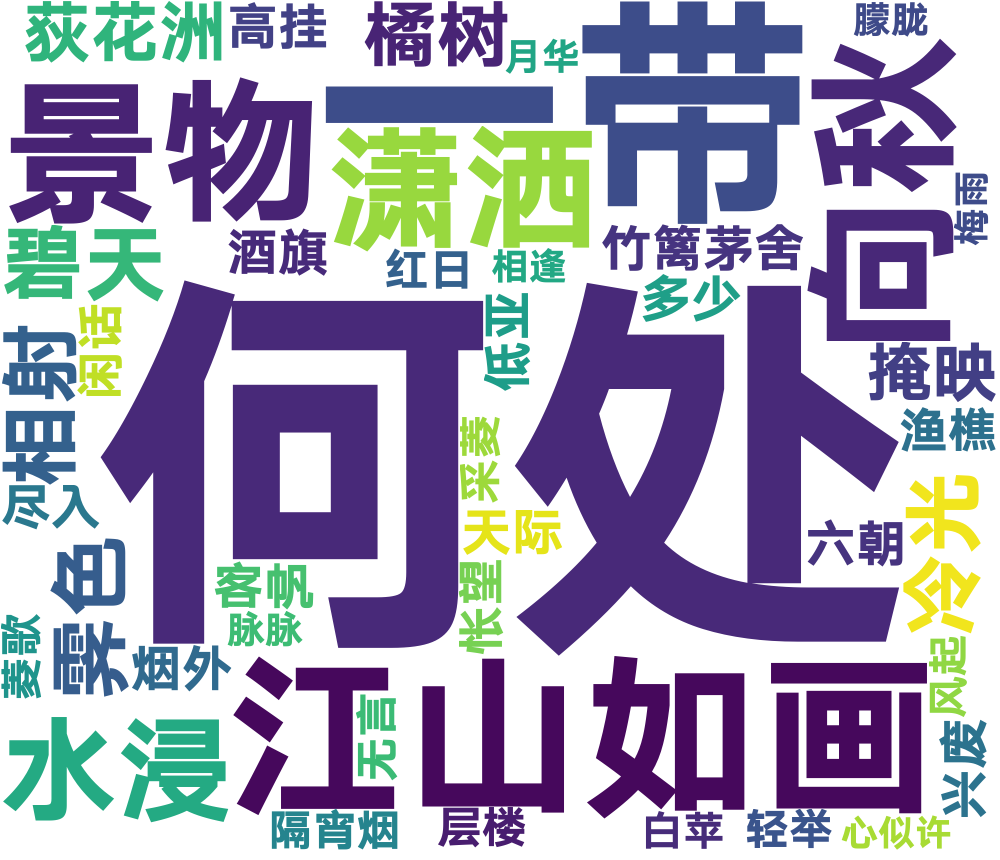 荻花洲
高挂
橘树
月华
一带
朦胧
景物
潇洒
向秋
梅雨
碧天
酒旗
红日
相逢
竹篱茅舍
多少
闲话
低亚
何处
掩映
相射
渔樵
勿入
采菱
天际
冷光
六朝
霁色
客帆
脉脉
怅望
菱歌
烟外
风起
江山如画
水浸
无言
兴废
隔宵烟
层楼
白苹
轻举
心似许